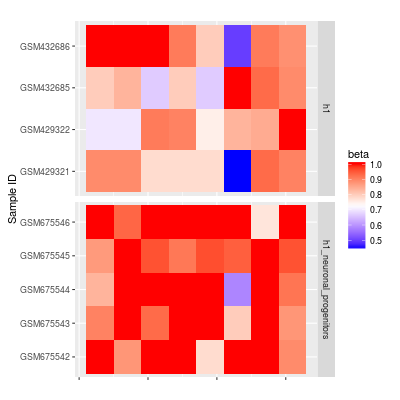 GSM432686
GSM432685
GSM429322
GSM429321
h1
GSM675546
GSM675545
GSM675544
GSM675543
GSM675542
h1_neuronal_progenitors
Sample ID
beta
1.0
0.9
0.8
0.7
0.6
0.5